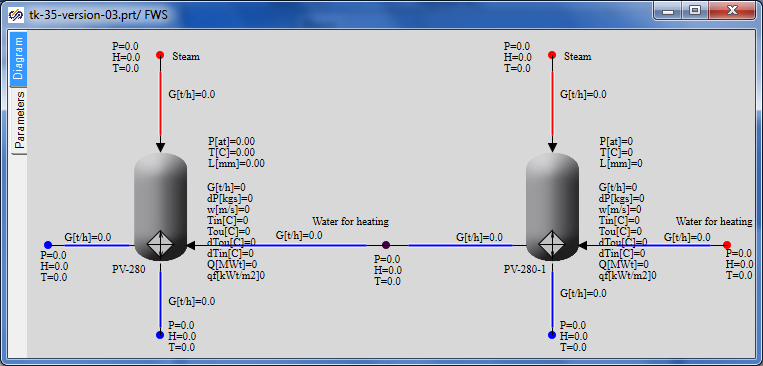 tk-35-version-03.prt/ FWS
Diagram
Parameters
P=0.0
H=0.0
T=0.0
Steam
G[t/h]=0.0
P[at]=0.00
T[C]=0.00
L[mm]=0.00
G[t/h]=0
dP[kgs]=0
w[m/s]=0
Tin[C]=0
Tou[C]=0
dTou[C]=0
dTin[C]=0
Q[MWt]=0
qf[kWt/m2]0
G[t/h]=0.0
P=0.0
H=0.0
T=0.0
PV-280
G[t/h]=0.0
P=0.0
H=0.0
T=0.0
Water for heating
G[t/h]=0.0
P=0.0
H=0.0
T=0.0
G[t/h]=0.0
P=0.0
H=0.0
T=0.0
Steam
G[t/h]=0.0
P[at]=0
T[C]=0
L[mm]=0
G[t/h]=0
dP[kgs]=0
w[m/s]=0
Tin[C]=0
Tou[C]=0
dTou[C]=0
dTin[C]=0
Q[MWt]=0
qf[kWt/m2]0
PV-280-1
G[t/h]=0.0
P=0.0
H=0.0
T=0.0
Water for heating
G[t/h]=0.0
P=0.0
H=0.0
T=0.0